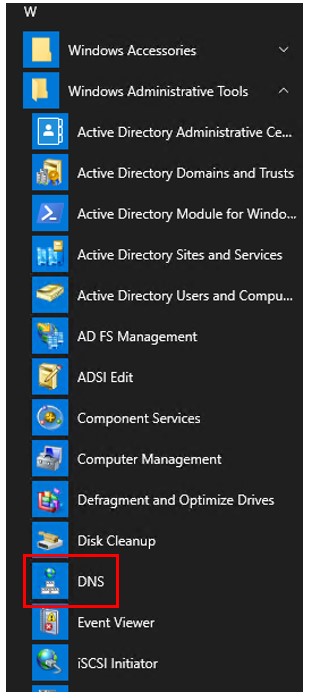 W
Windows Accessories
Windows Administrative Tools
Active Directory Administrative Ce...
Active Directory Domains and Trusts
Active Directory Module for Windo...
Active Directory Sites and Services
Active Directory Users and Compu...
AD FS Management
ADSI Edit
Component Services
Computer Management
Defragment and Optimize Drives
Disk Cleanup
DNS
Event Viewer
iSCSI Initiator